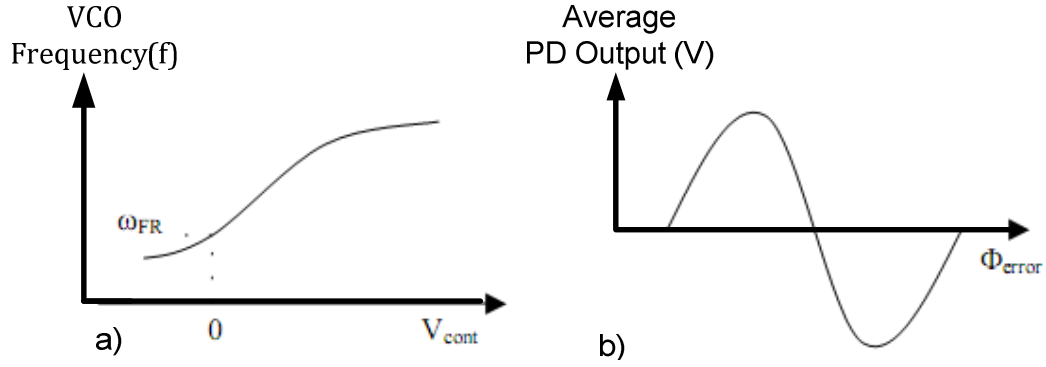 VCO
Frequency(f)
ωFR
0
Vcont
a)
Average
PD Output (V)
Φerror
b)